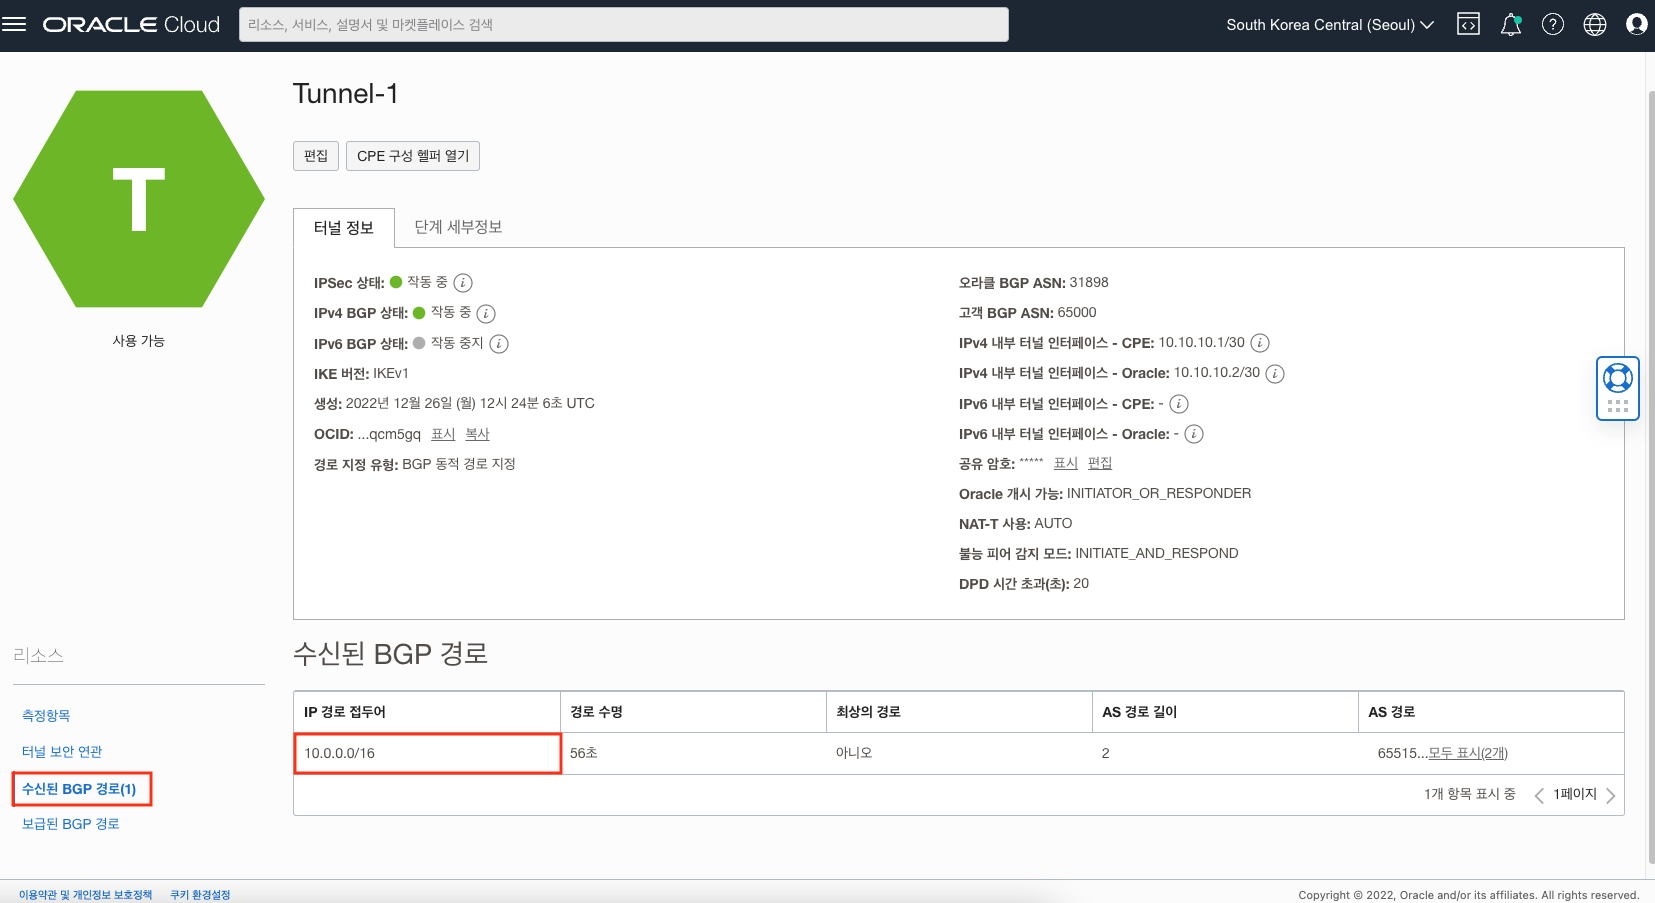 ORACLE Cloud
리소스, 서비스, 설명서 및 마켓플레이스 검색
South Korea Central (Seoul)
T
사용 가능
Tunnel-1
편집
CPE 구성 헬퍼 열기
터널 정보
단계 세부정보
IPSec 상태: 작동 중
IPv4 BGP 상태: 작동 중
IPv6 BGP 상태: 작동 중지
IKE 버전: IKEv1
생성: 2022년 12월 26일 (월) 12시 24분 6초 UTC
OCID: ...qcm5gq 표시 복사
경로 지정 유형: BGP 동적 경로 지정
오라클 BGP ASN: 31898
고객 BGP ASN: 65000
IPv4 내부 터널 인터페이스 - CPE: 10.10.10.1/30
IPv4 내부 터널 인터페이스 - Oracle: 10.10.10.2/30
IPv6 내부 터널 인터페이스 - CPE: -
IPv6 내부 터널 인터페이스 - Oracle: -
공유 암호: ***** 표시 편집
Oracle 개시 가능: INITIATOR_OR_RESPONDER
NAT-T 사용: AUTO
불능 피어 감지 모드: INITIATE_AND_RESPOND
DPD 시간 초과(초): 20
리소스
측정항목
터널 보안 연관
수신된 BGP 경로(1)
보급된 BGP 경로
수신된 BGP 경로
IP 경로 접두어 경로 수명 최상의 경로 AS 경로 길이 AS 경로
10.0.0.0/16 56초 아니오 2 65515...모두 표시(2개)
1개 항목 표시 중 1페이지
이용약관 및 개인정보 보호정책 쿠키 환경설정
Copyright © 2022, Oracle and/or its affiliates. All rights reserved.